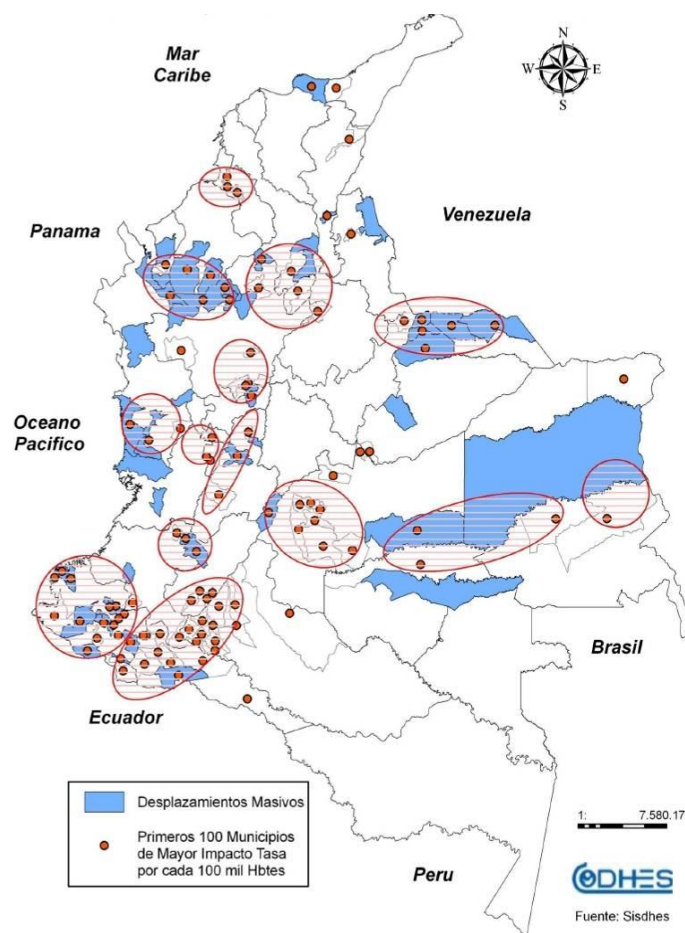 Mar
Caribe
N
W
E
S
Panama
Venezuela
Oceano
Pacifico
Brasil
Ecuador
Desplazamientos Masivos
Primeros 100 Municipios
de Mayor Impacto Tasa
por cada 100 mil Hbtes
Peru
1:
7.580.17
CODHES
Fuente: Sisdhes